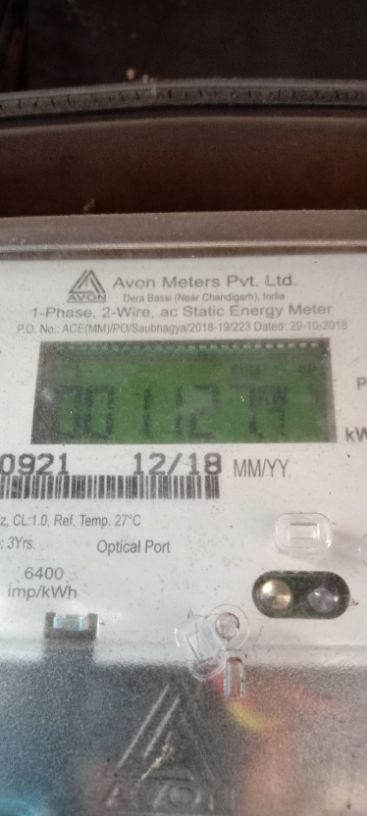 AVON
Avon Meters Pvt. Ltd.
Dera Bassi (Near Chandigarh), India
1-Phase, 2-Wire, ac Static Energy Meter
P.O. No.: ACE(MM)/PO/Saubhagya/2018-19/223 Dated: 29-10/2018
kW
0921 12/18 MM/YY
z, CL:1.0, Ref. Temp. 27°C
3Yrs. Optical Port
6400
imp/kWh
AVON